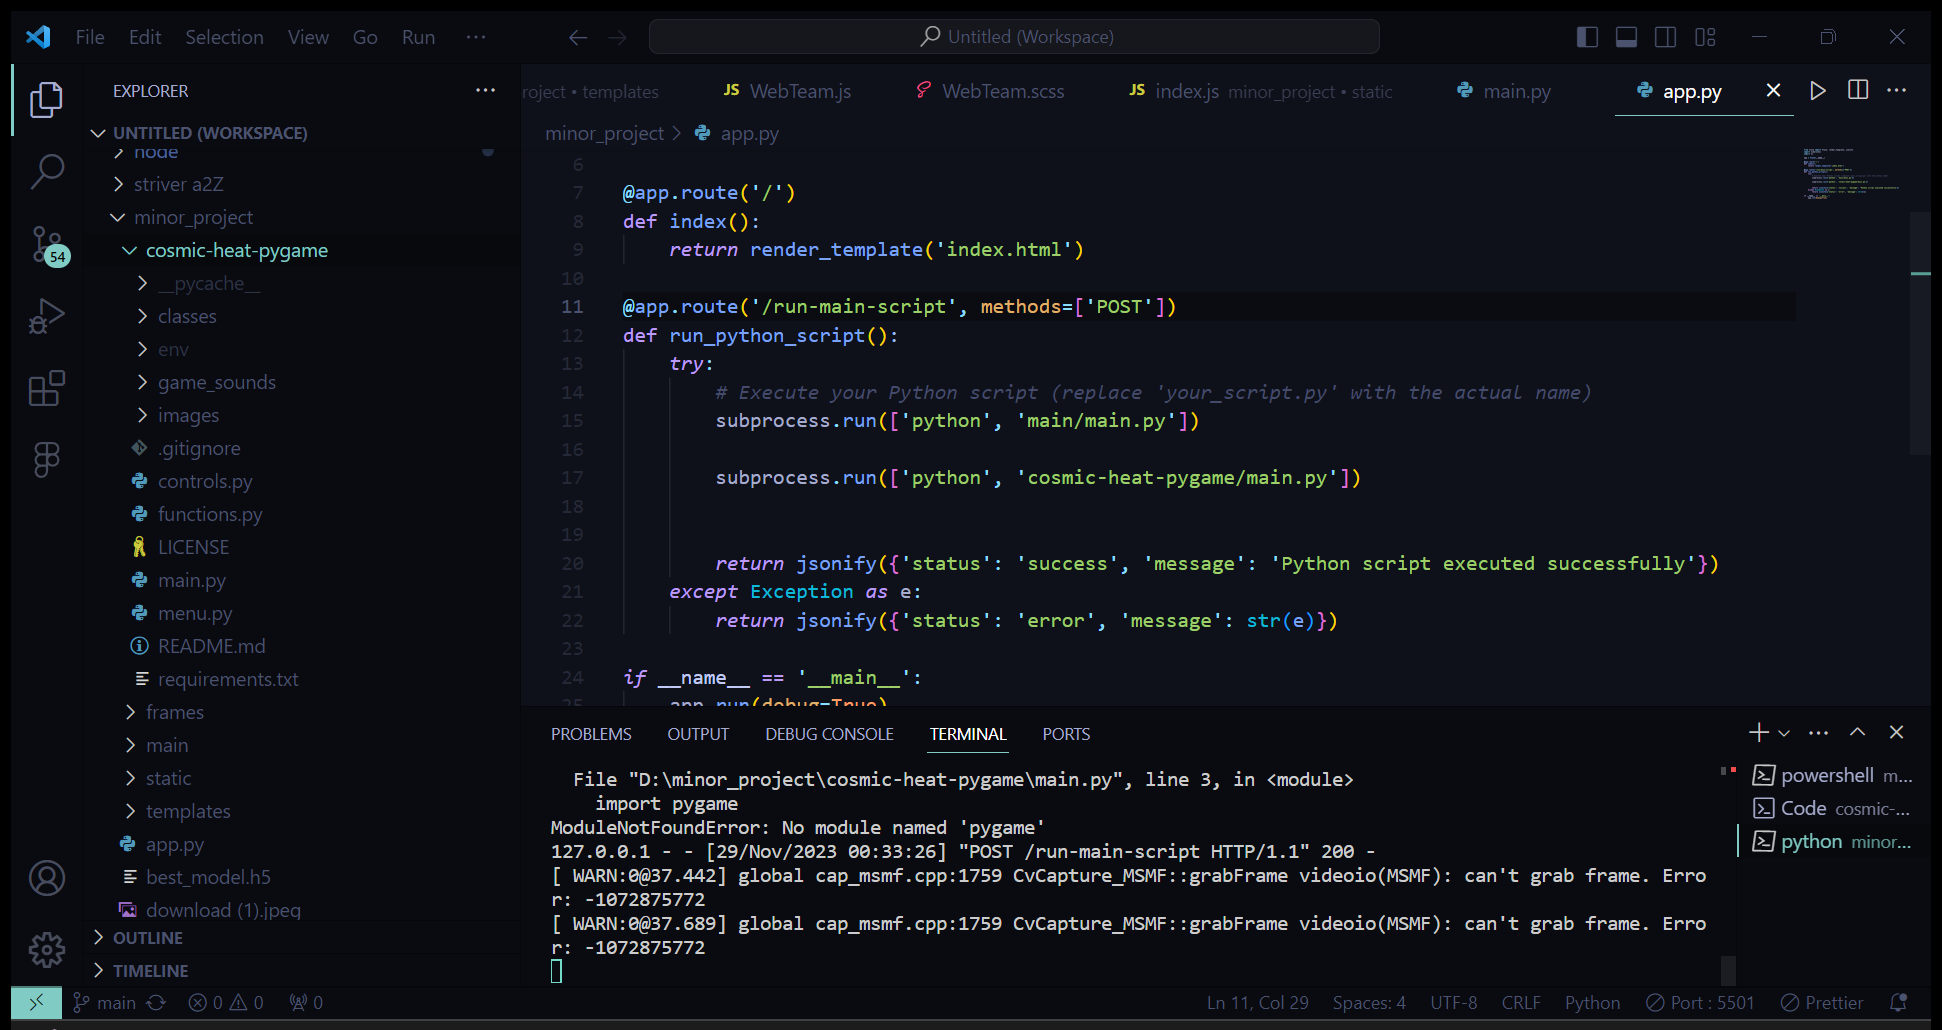 File Edit Selection View Go Run ···
Untitled (Workspace)
EXPLORER
UNTITLED (WORKSPACE)
node
striver a2Z
minor_project
cosmic-heat-pygame
__pycache__
classes
env
game_sounds
images
.gitignore
controls.py
functions.py
LICENSE
main.py
menu.py
README.md
requirements.txt
frames
main
static
templates
app.py
best_model.h5
download (1).jpeg
OUTLINE
TIMELINE
54
roject • templates
JS WebTeam.js
WebTeam.scss
JS index.js minor_project • static
main.py
app.py
minor_project > app.py
6
7 @app.route('/')
8 def index():
9 return render_template('index.html')
10
11 @app.route('/run-main-script', methods=['POST'])
12 def run_python_script():
13 try:
14 # Execute your Python script (replace 'your_script.py' with the actual name)
15 subprocess.run(['python', 'main/main.py'])
16
17 subprocess.run(['python', 'cosmic-heat-pygame/main.py'])
18
19
20 return jsonify({'status': 'success', 'message': 'Python script executed successfully'})
21 except Exception as e:
22 return jsonify({'status': 'error', 'message': str(e)})
23
24 if __name__ == '__main__':
25 app.run(debug=True)
PROBLEMS OUTPUT DEBUG CONSOLE TERMINAL PORTS
File "D:\minor_project\cosmic-heat-pygame\main.py", line 3, in <module>
import pygame
ModuleNotFoundError: No module named 'pygame'
127.0.0.1 - - [29/Nov/2023 00:33:26] "POST /run-main-script HTTP/1.1" 200 -
[ WARN:0@37.442] global cap_msmf.cpp:1759 CvCapture_MSMF::grabFrame videoio(MSMF): can't grab frame. Erro
r: -1072875772
[ WARN:0@37.689] global cap_msmf.cpp:1759 CvCapture_MSMF::grabFrame videoio(MSMF): can't grab frame. Erro
r: -1072875772
powershell m...
Code cosmic-...
python minor...
main 0 0 0
Ln 11, Col 29 Spaces: 4 UTF-8 CRLF Python Port : 5501 Prettier